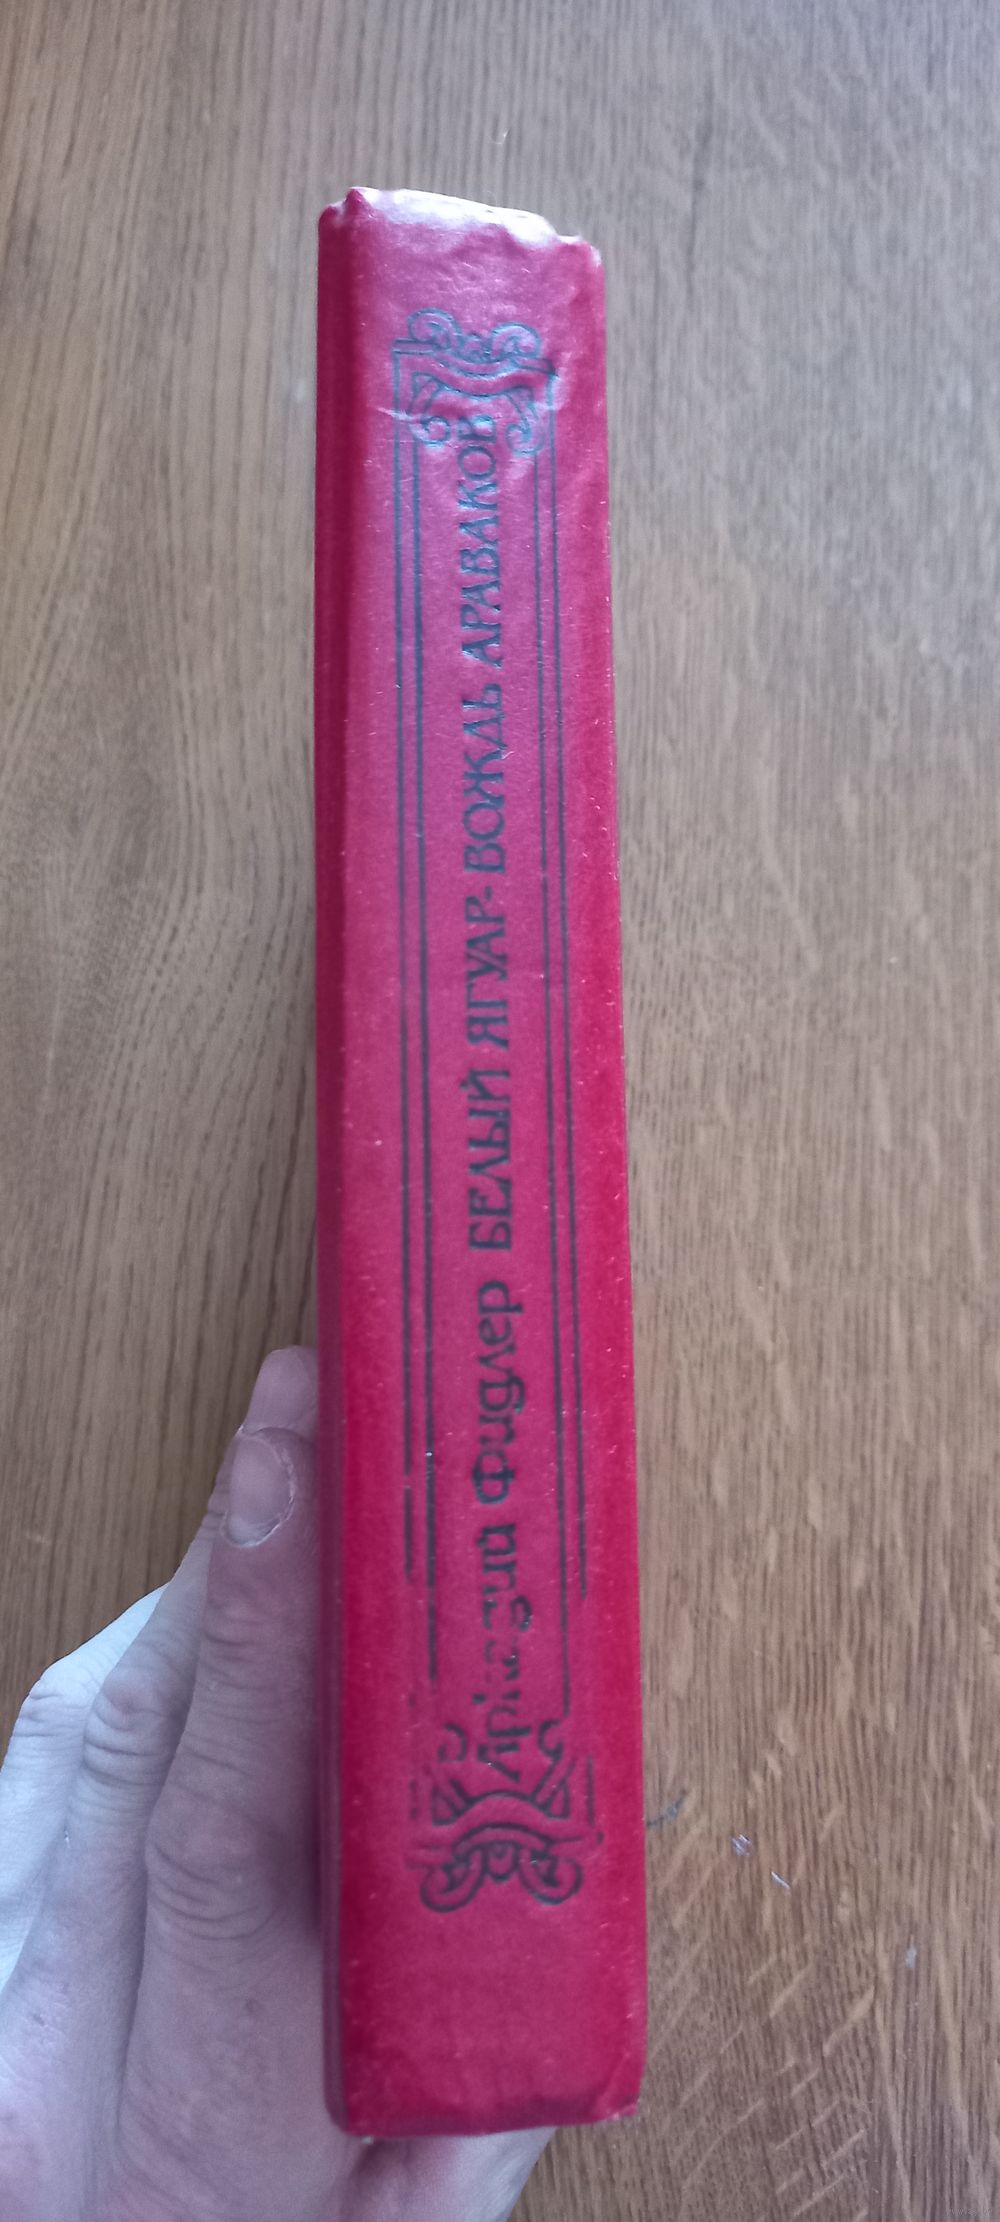 Аркадий Фидлер БЕЛЫЙ ЯГУАР-ВОЖДЬ АРАВАКОВ